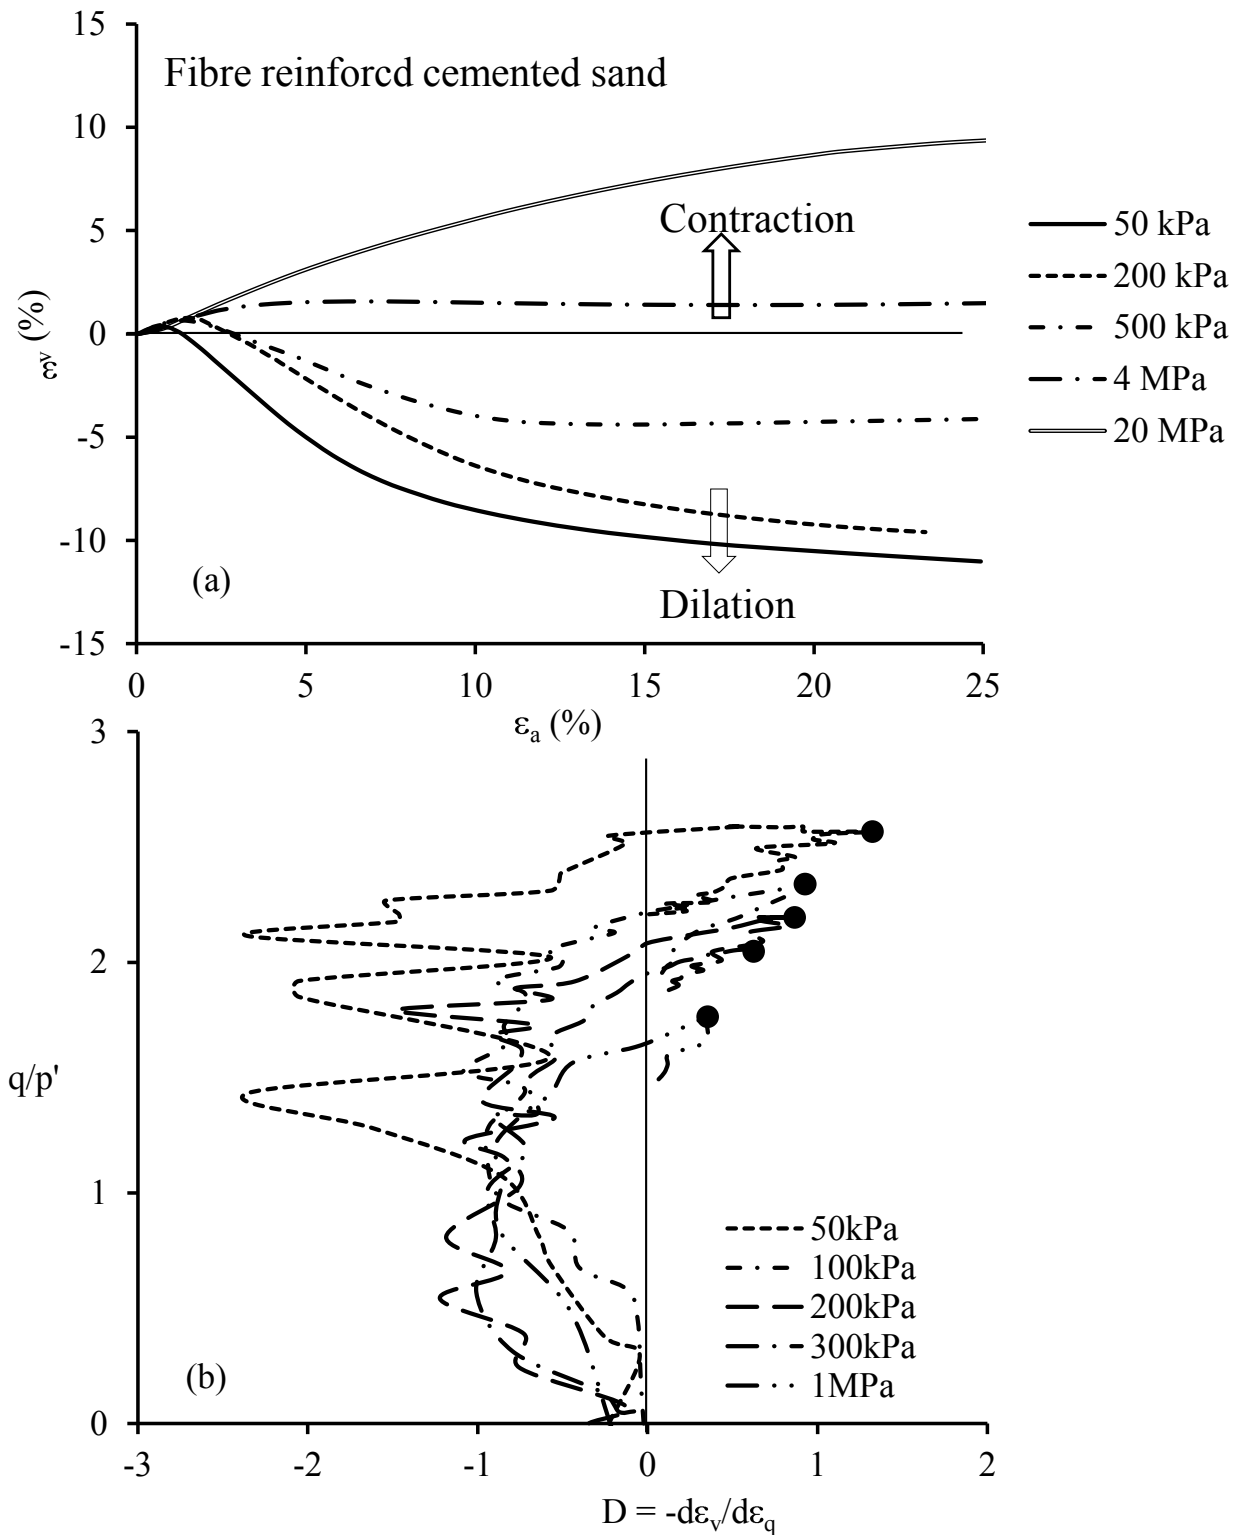 15
Fibre reinforcd cemented sand
10
5
Contraction
50 kPa
200 kPa
500 kPa
4 MPa
20 MPa
0
εv (%)
-5
-10
(a)
Dilation
-15
0 5 10 15 20 25
εa (%)
3
2
q/p'
1
50kPa
100kPa
200kPa
300kPa
1MPa
(b)
0
-3 -2 -1 0 1 2
D = -dεv/dεq